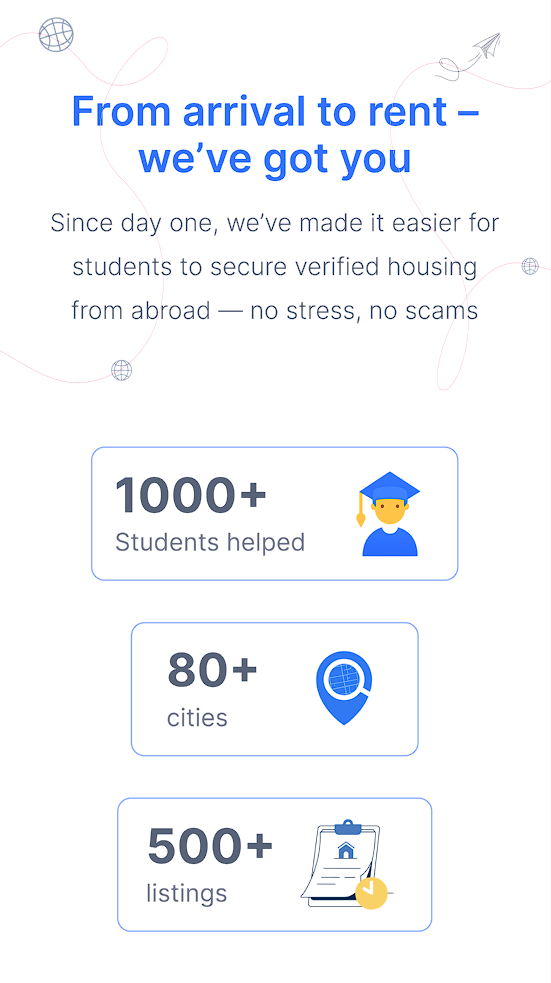 From arrival to rent –
we’ve got you
Since day one, we’ve made it easier for
students to secure verified housing
from abroad — no stress, no scams
1000+
Students helped
80+
cities
500+
listings